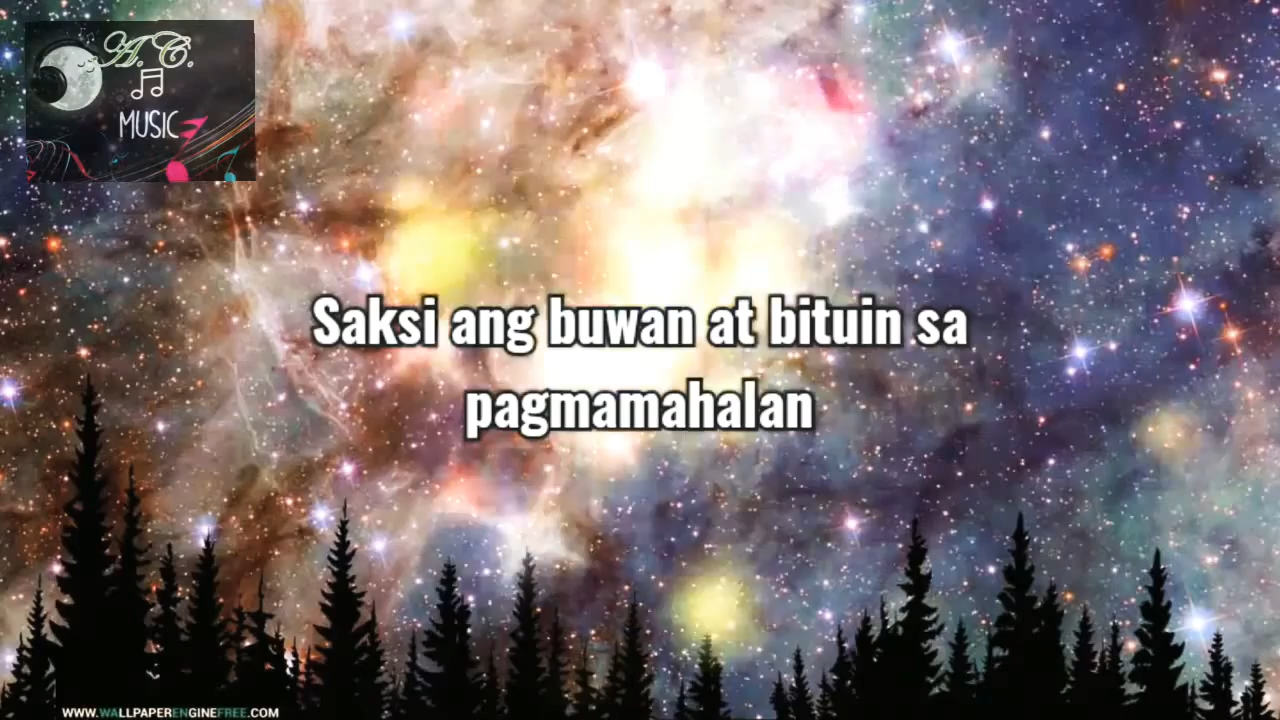 A. C.
MUSIC
Saksi ang buwan at bituin sa
pagmamahalan
WWW.WALLPAPERENGINEFREE.COM